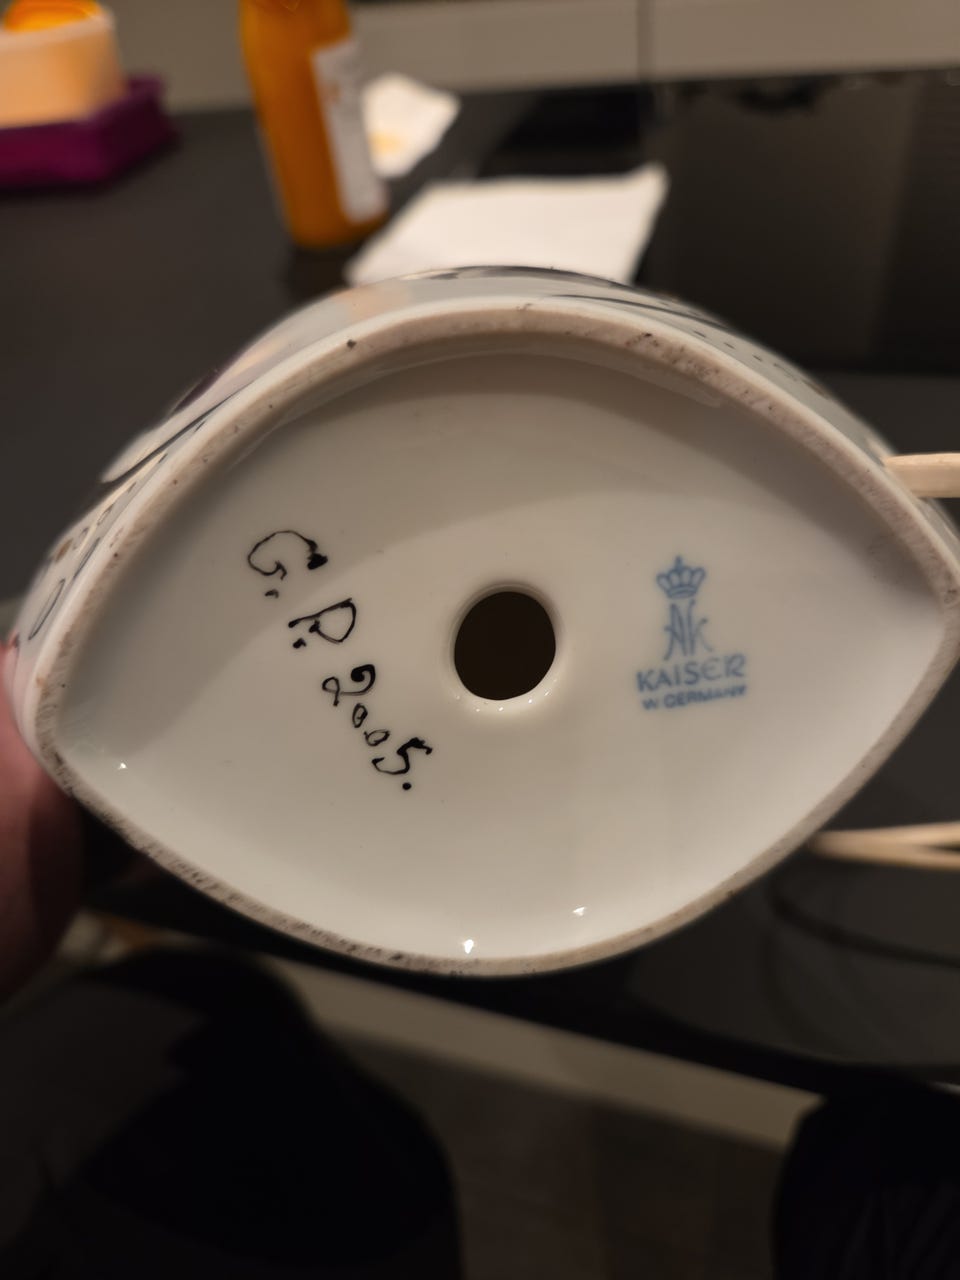 G. P. 2005.
AK
KAISER
W. GERMANY